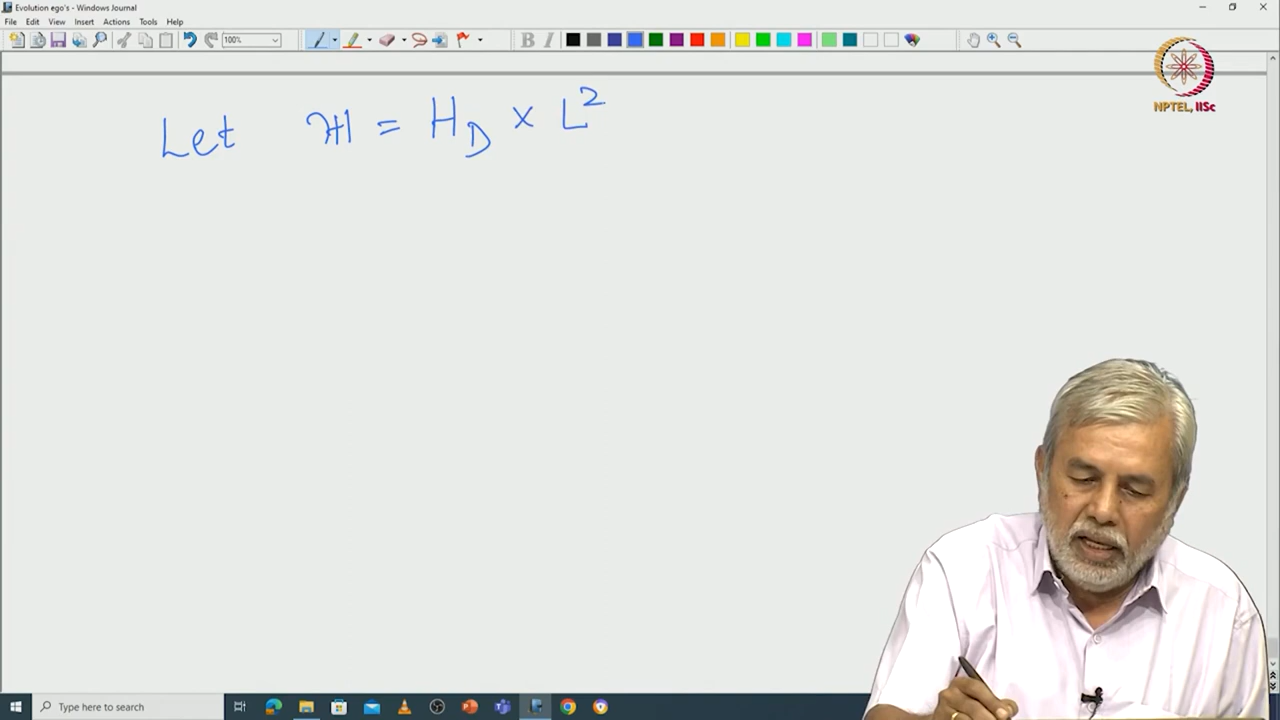 Evolution ego's - Windows Journal
File Edit View Insert Actions Tools Help
100%
B I
NPTEL, IISc
Let ℋ = H_D × L²
Type here to search